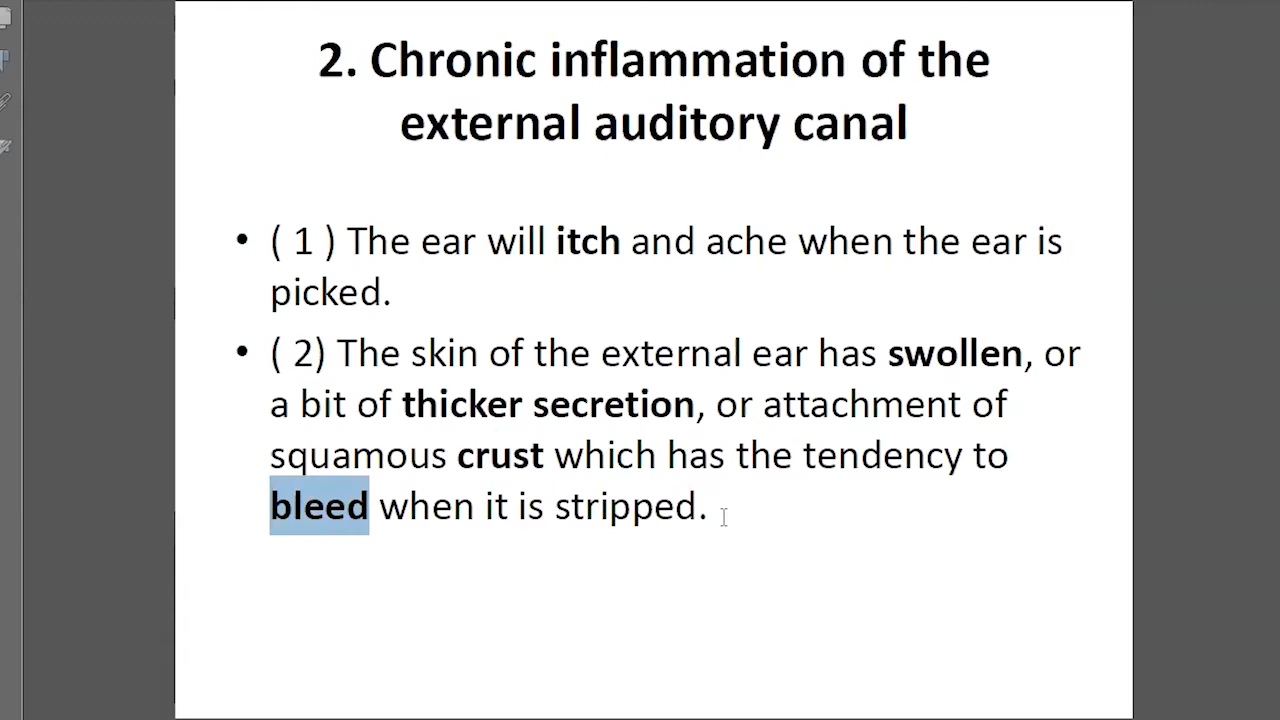 2. Chronic inflammation of the
external auditory canal
• ( 1 ) The ear will itch and ache when the ear is
picked.
• ( 2) The skin of the external ear has swollen, or
a bit of thicker secretion, or attachment of
squamous crust which has the tendency to
bleed when it is stripped.